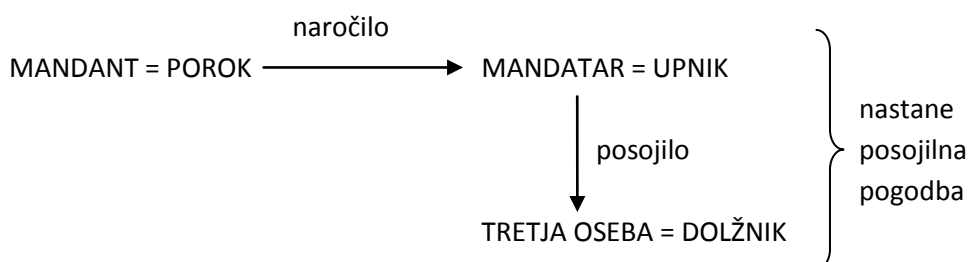 naročilo
MANDANT = POROK MANDATAR = UPNIK
nastane
posojilo posojilna
pogodba
TRETJA OSEBA = DOLŽNIK